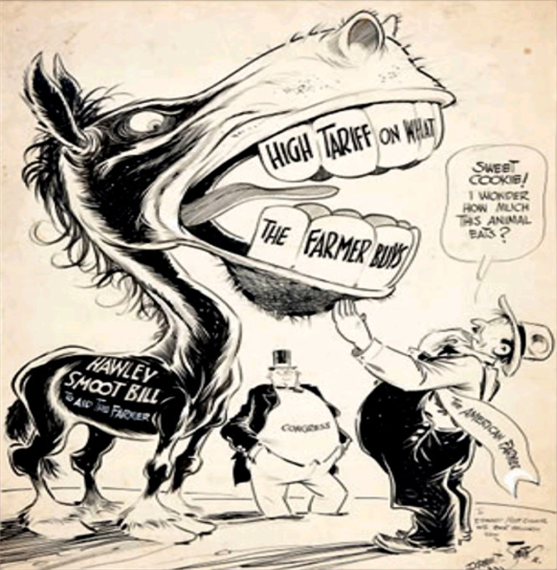 HIGH TARIFF ON WHAT
THE FARMER BUYS
SWEET
COOKIE!
I WONDER
HOW MUCH
THIS ANIMAL
EATS?
HAWLEY
SMOOT BILL
TO AID THE FARMER!
CONGRESS
THE AMERICAN FARMER
TO